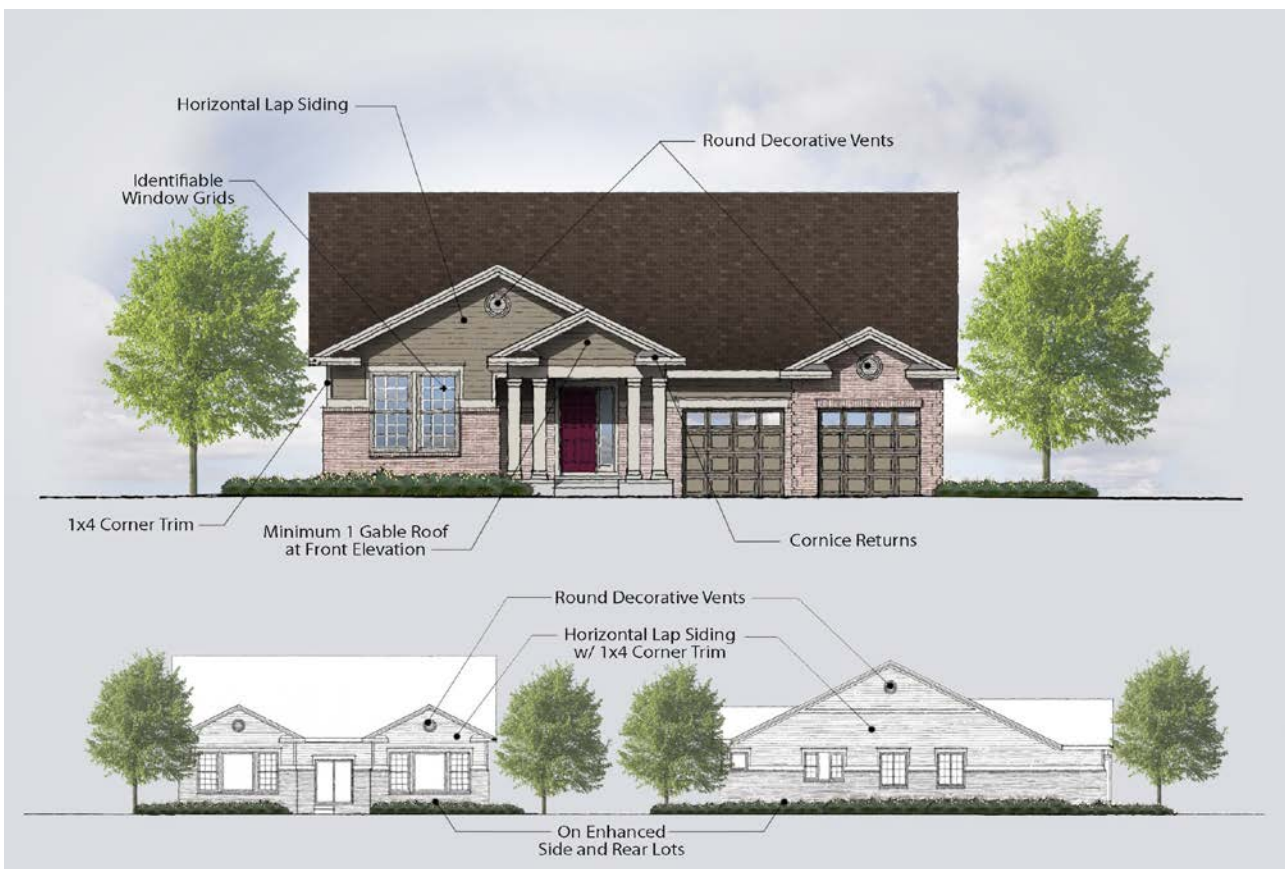 Horizontal Lap Siding
Round Decorative Vents
Identifiable
Window Grids
1x4 Corner Trim
Minimum 1 Gable Roof
at Front Elevation
Cornice Returns
Round Decorative Vents
Horizontal Lap Siding
w/ 1x4 Corner Trim
On Enhanced
Side and Rear Lots